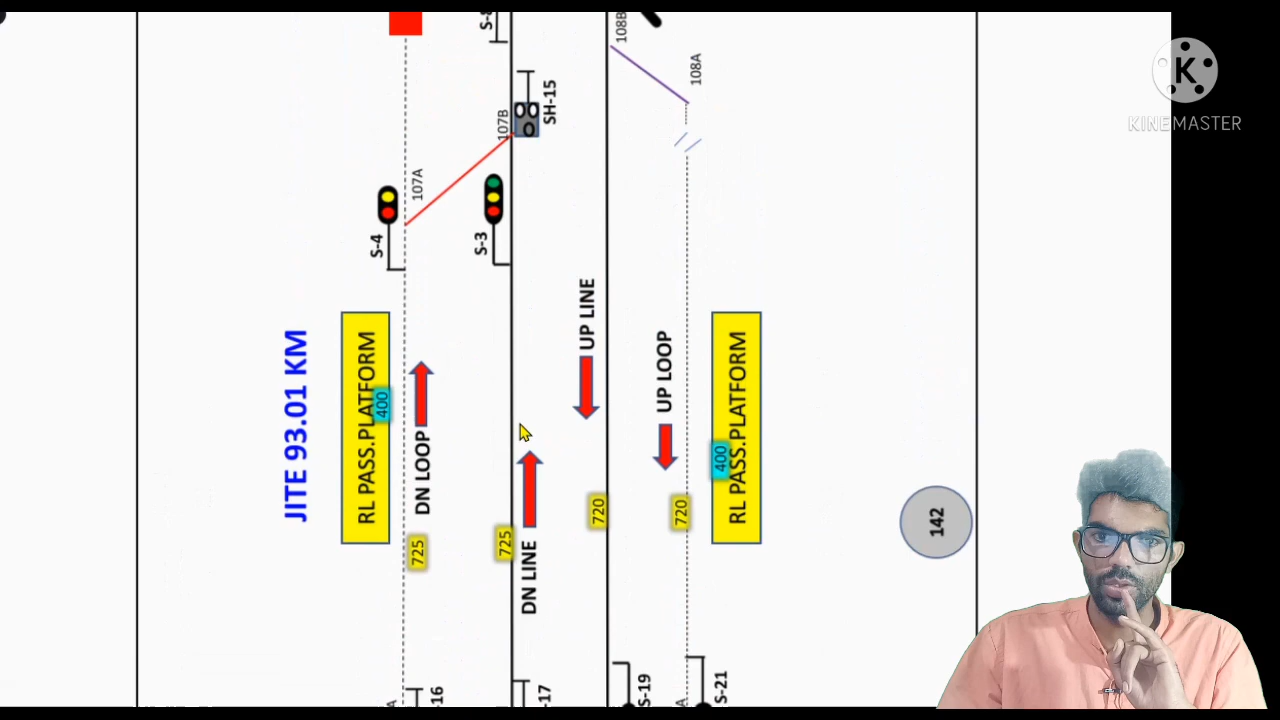 S-8
108B
108A
SH-15
107B
107A
S-4
S-3
K
KINEMASTER
JITE 93.01 KM
RL PASS.PLATFORM
400
DN LOOP
725
725
DN LINE
UP LINE
720
UP LOOP
720
400
RL PASS.PLATFORM
142
16
17
S-19
S-21
A
A